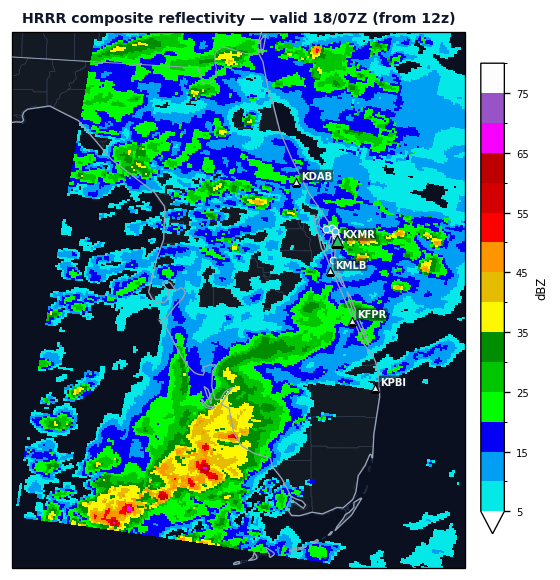 HRRR composite reflectivity — valid 18/07Z (from 12z)
KDAB
KXMR
KMLB
KFPR
KPBI
75
65
55
45
35
25
15
5
dBZ